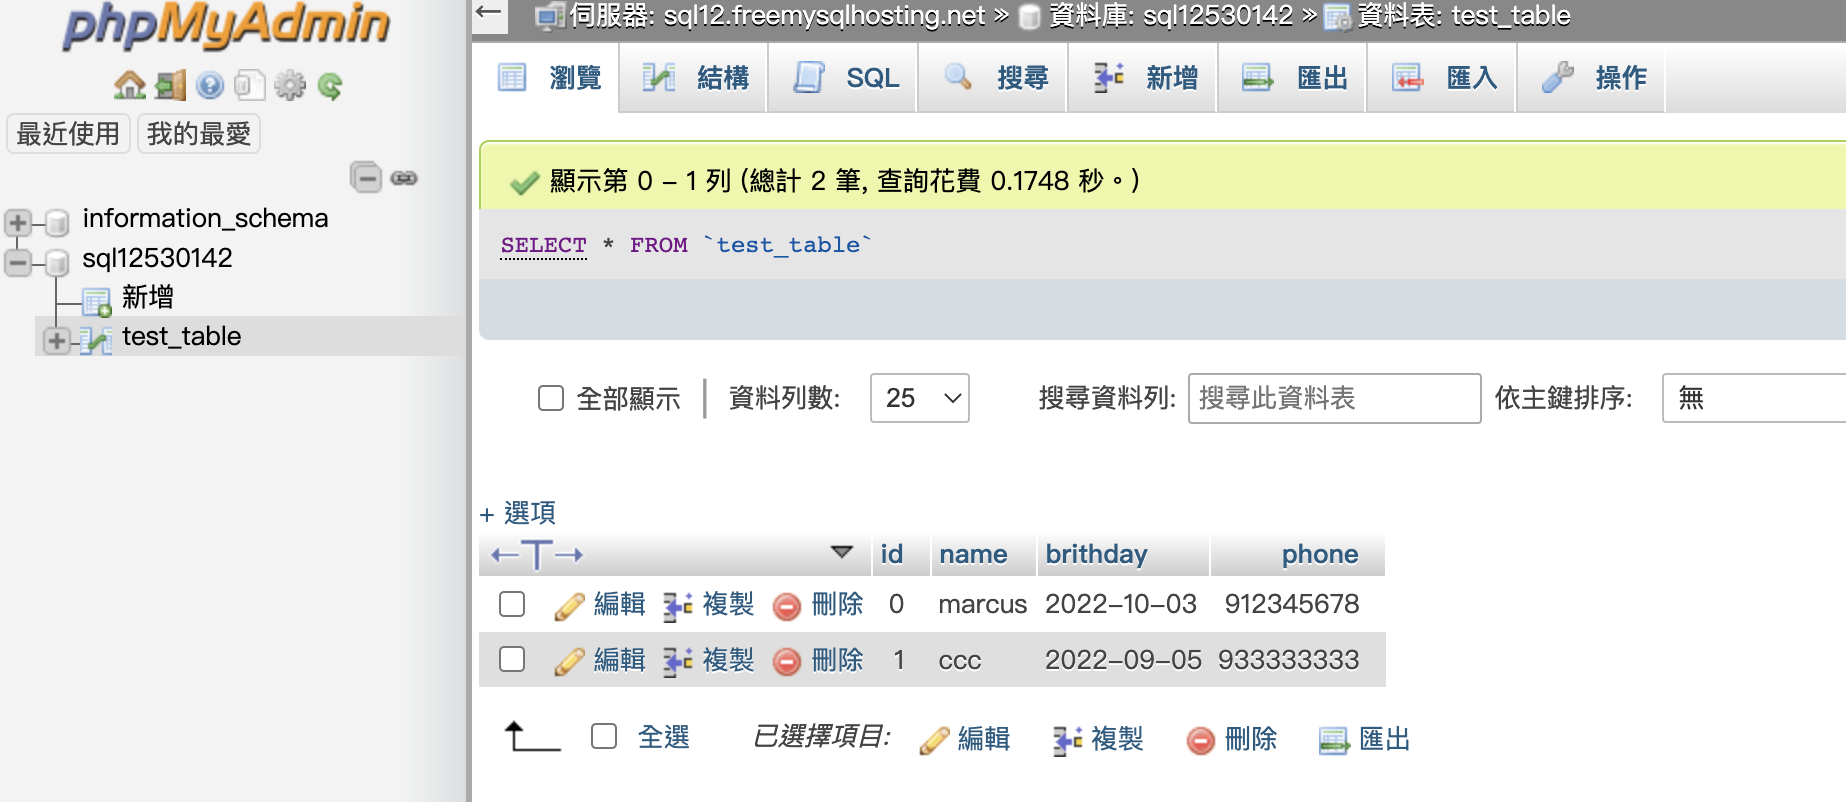 phpMyAdmin
最近使用 我的最愛
information_schema
sql12530142
新增
test_table
伺服器: sql12.freemysqlhosting.net » 資料庫: sql12530142 » 資料表: test_table
瀏覽 結構 SQL 搜尋 新增 匯出 匯入 操作
顯示第 0 - 1 列 (總計 2 筆, 查詢花費 0.1748 秒。)
SELECT * FROM `test_table`
全部顯示 資料列數: 25 搜尋資料列: 搜尋此資料表 依主鍵排序: 無
+ 選項
←T→ id name brithday phone
編輯 複製 刪除 0 marcus 2022-10-03 912345678
編輯 複製 刪除 1 ccc 2022-09-05 933333333
全選 已選擇項目: 編輯 複製 刪除 匯出